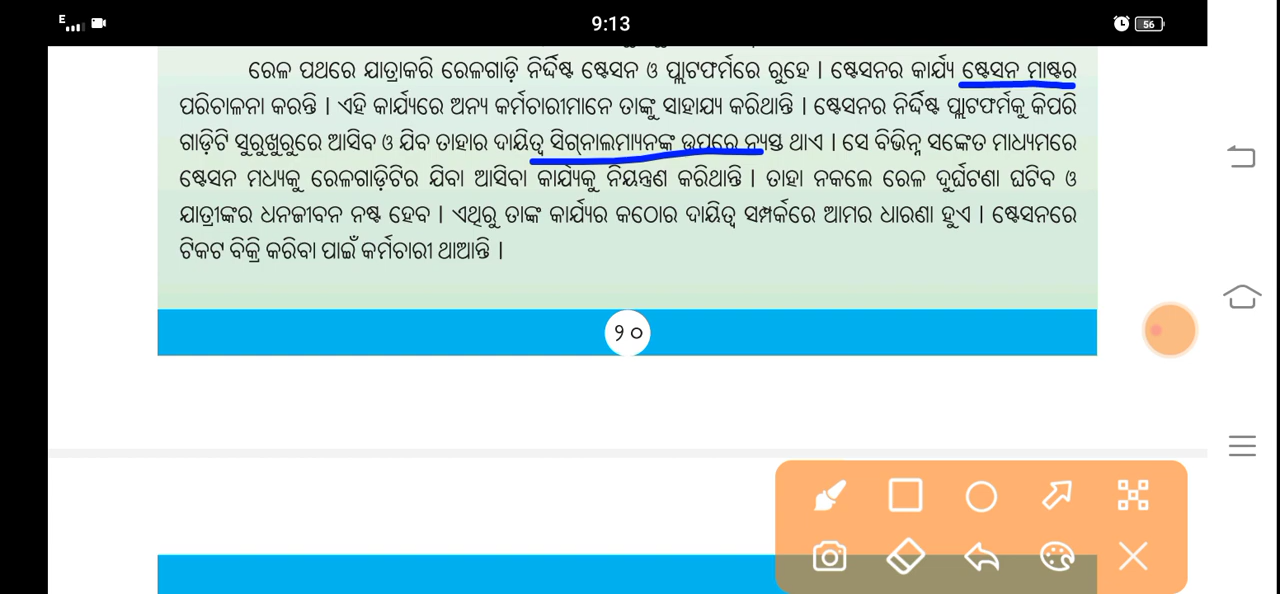 9:13
E
56
ରେଳ ପଥରେ ଯାତ୍ରାକରି ରେଳଗାଡ଼ି ନିର୍ଦ୍ଦିଷ୍ଟ ଷ୍ଟେସନ ଓ ପ୍ଲାଟଫର୍ମରେ ରୁହେ । ଷ୍ଟେସନର କାର୍ଯ୍ୟ ଷ୍ଟେସନ ମାଷ୍ଟର
ପରିଚାଳନା କରନ୍ତି । ଏହି କାର୍ଯ୍ୟରେ ଅନ୍ୟ କର୍ମଚାରୀମାନେ ତାଙ୍କୁ ସାହାଯ୍ୟ କରିଥାନ୍ତି । ଷ୍ଟେସନର ନିର୍ଦ୍ଦିଷ୍ଟ ପ୍ଲାଟଫର୍ମକୁ କିପରି
ଗାଡ଼ିଟି ସୁରୁଖୁରୁରେ ଆସିବ ଓ ଯିବ ତାହାର ଦାୟିତ୍ୱ ସିଗ୍‌ନାଲମ୍ୟାନଙ୍କ ଉପରେ ନ୍ୟସ୍ତ ଥାଏ । ସେ ବିଭିନ୍ନ ସଙ୍କେତ ମାଧ୍ୟମରେ
ଷ୍ଟେସନ ମଧ୍ୟକୁ ରେଳଗାଡ଼ିଟିର ଯିବା ଆସିବା କାର୍ଯ୍ୟକୁ ନିୟନ୍ତ୍ରଣ କରିଥାନ୍ତି । ତାହା ନକଲେ ରେଳ ଦୁର୍ଘଟଣା ଘଟିବ ଓ
ଯାତ୍ରୀଙ୍କର ଧନଜୀବନ ନଷ୍ଟ ହେବ । ଏଥିରୁ ତାଙ୍କ କାର୍ଯ୍ୟର କଠୋର ଦାୟିତ୍ୱ ସମ୍ପର୍କରେ ଆମର ଧାରଣା ହୁଏ । ଷ୍ଟେସନରେ
ଟିକଟ ବିକ୍ରି କରିବା ପାଇଁ କର୍ମଚାରୀ ଥାଆନ୍ତି ।
୨୦